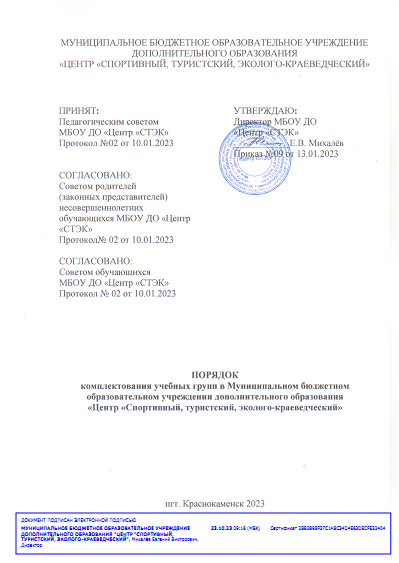 МУНИЦИПАЛЬНОЕ БЮДЖЕТНОЕ ОБРАЗОВАТЕЛЬНОЕ УЧРЕЖДЕНИЕ
ДОПОЛНИТЕЛЬНОГО ОБРАЗОВАНИЯ
«ЦЕНТР «СПОРТИВНЫЙ, ТУРИСТСКИЙ, ЭКОЛОГО-КРАЕВЕДЧЕСКИЙ»
ПРИНЯТ:
Педагогическим советом
МБОУ ДО «Центр «СТЭК»
Протокол №02 от 10.01.2023
УТВЕРЖДАЮ:
Директор МБОУ ДО
«Центр «СТЭК»
Е.В. Михалёв
Приказ №09 от 13.01.2023
СОГЛАСОВАНО:
Советом родителей
(законных представителей)
несовершеннолетних
обучающихся МБОУ ДО «Центр
«СТЭК»
Протокол№ 02 от 10.01.2023
СОГЛАСОВАНО:
Советом обучающихся
МБОУ ДО «Центр «СТЭК»
Протокол № 02 от 10.01.2023
ПОРЯДОК
комплектования учебных групп в Муниципальном бюджетном
образовательном учреждении дополнительного образования
«Центр «Спортивный, туристский, эколого-краеведческий»
пгт. Краснокаменск 2023
ДОКУМЕНТ ПОДПИСАН ЭЛЕКТРОННОЙ ПОДПИСЬЮ
МУНИЦИПАЛЬНОЕ БЮДЖЕТНОЕ ОБРАЗОВАТЕЛЬНОЕ УЧРЕЖДЕНИЕ 23.10.23 09:16 (MSK) Сертификат
ДОПОЛНИТЕЛЬНОГО ОБРАЗОВАНИЯ "ЦЕНТР "СПОРТИВНЫЙ,
ТУРИСТСКИЙ, ЭКОЛОГО-КРАЕВЕДЧЕСКИЙ", Михалёв Евгений Викторович,
Директор